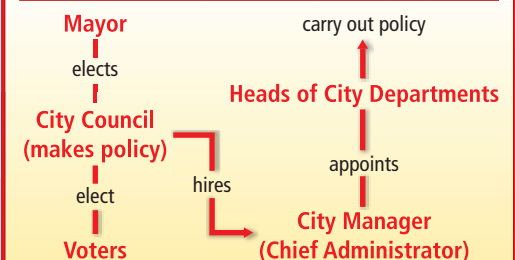 Mayor
elects
City Council
(makes policy)
elect
Voters
hires
carry out policy
Heads of City Departments
appoints
City Manager
(Chief Administrator)